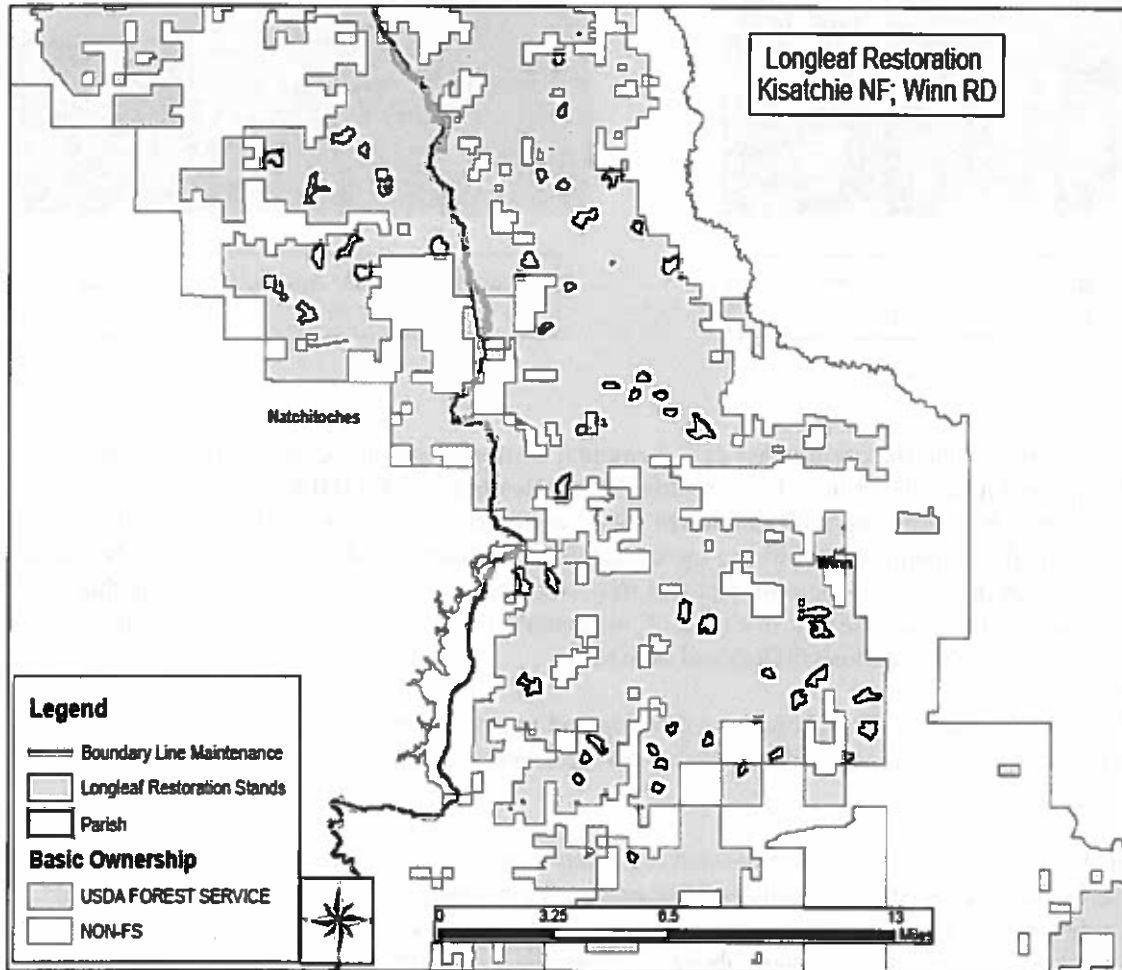 Longleaf Restoration
Kisatchie NF; Winn RD
Natchitoches
Winn
Legend
Boundary Line Maintenance
Longleaf Restoration Stands
Parish
Basic Ownership
USDA FOREST SERVICE
NON-FS
0 3.25 6.5 13
Miles